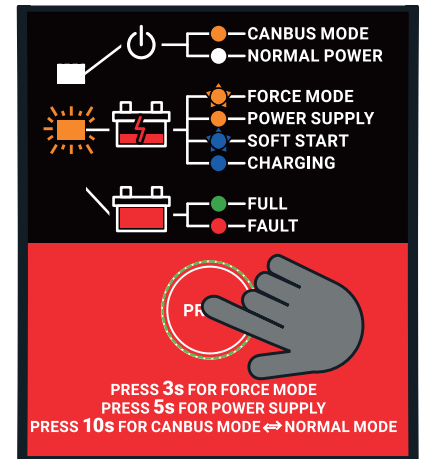 CANBUS MODE
NORMAL POWER
FORCE MODE
POWER SUPPLY
SOFT START
CHARGING
FULL
FAULT
PRESS 3s FOR FORCE MODE
PRESS 5s FOR POWER SUPPLY
PRESS 10s FOR CANBUS MODE ⇔ NORMAL MODE